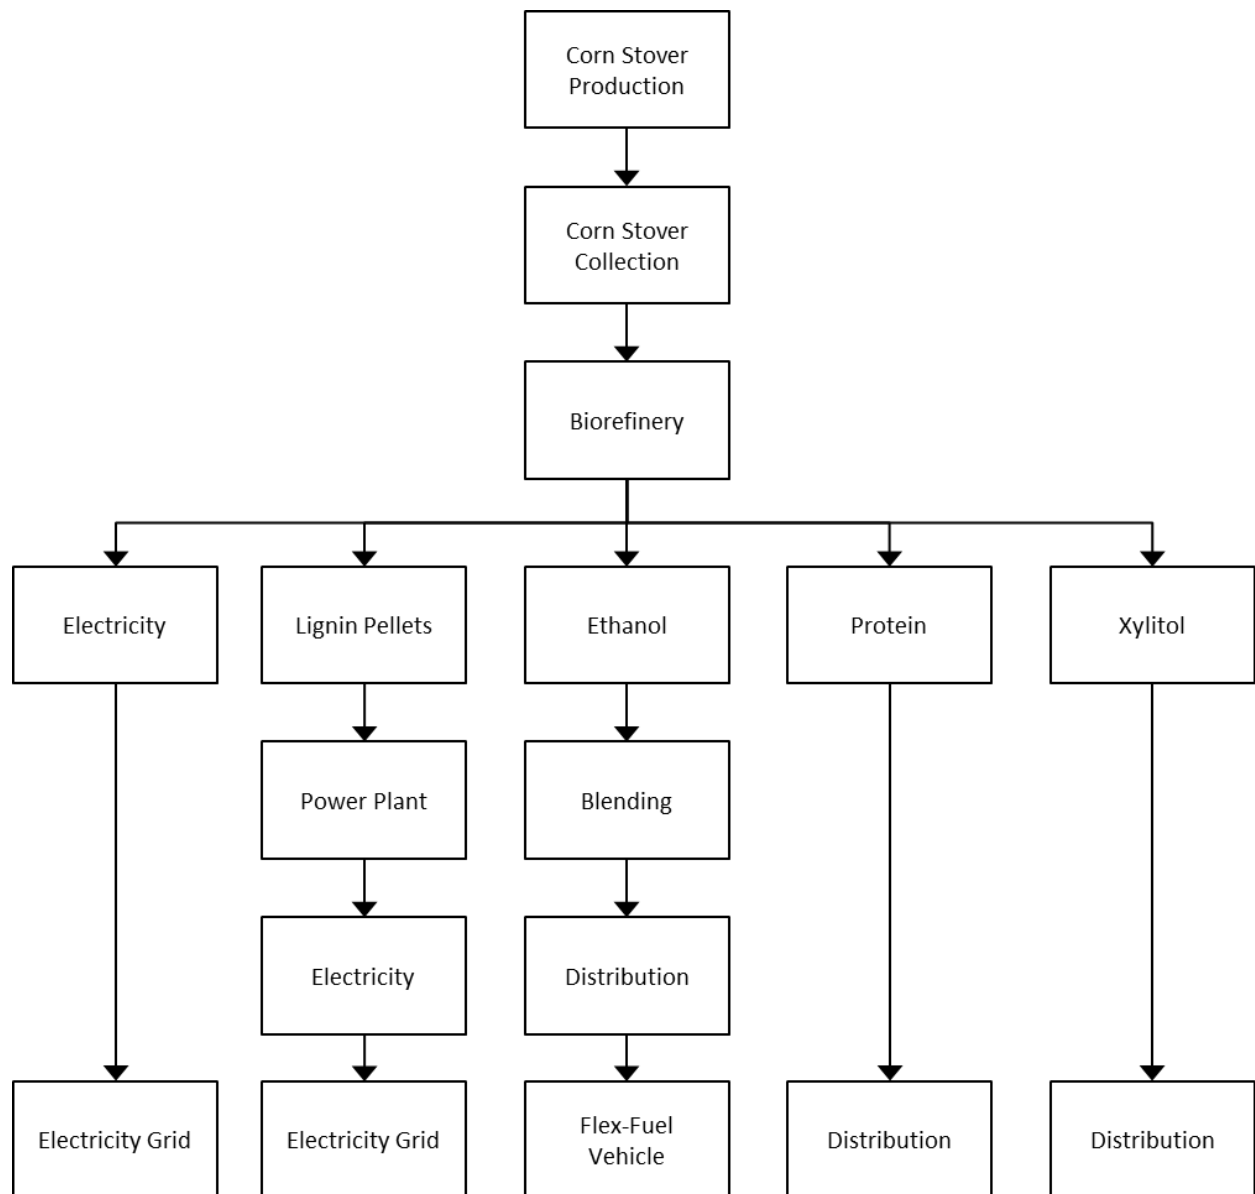 Corn Stover
Production
Corn Stover
Collection
Biorefinery
Electricity
Lignin Pellets
Ethanol
Protein
Xylitol
Power Plant
Blending
Electricity
Distribution
Electricity Grid
Electricity Grid
Flex-Fuel
Vehicle
Distribution
Distribution